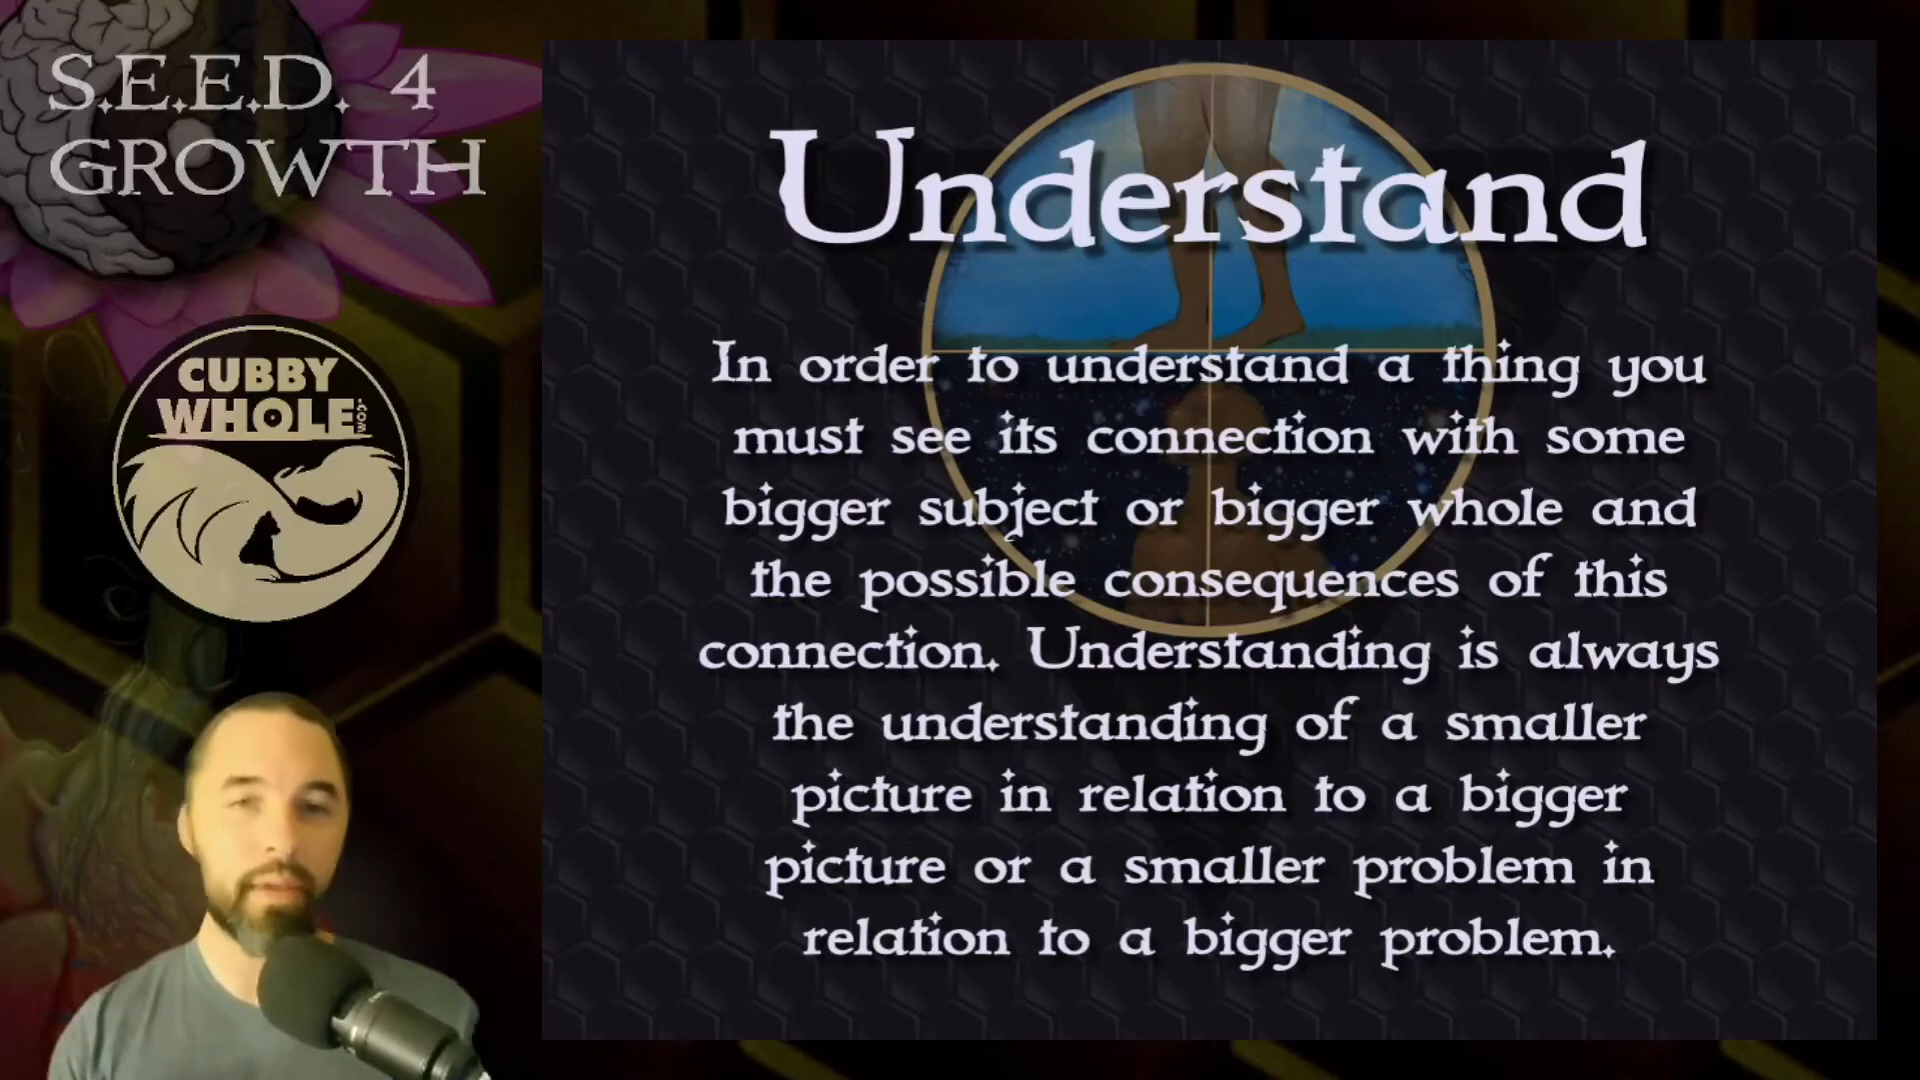 S.E.E.D. 4
GROWTH
CUBBY
WHOLE.COM
Understand
In order to understand a thing you
must see its connection with some
bigger subject or bigger whole and
the possible consequences of this
connection. Understanding is always
the understanding of a smaller
picture in relation to a bigger
picture or a smaller problem in
relation to a bigger problem.